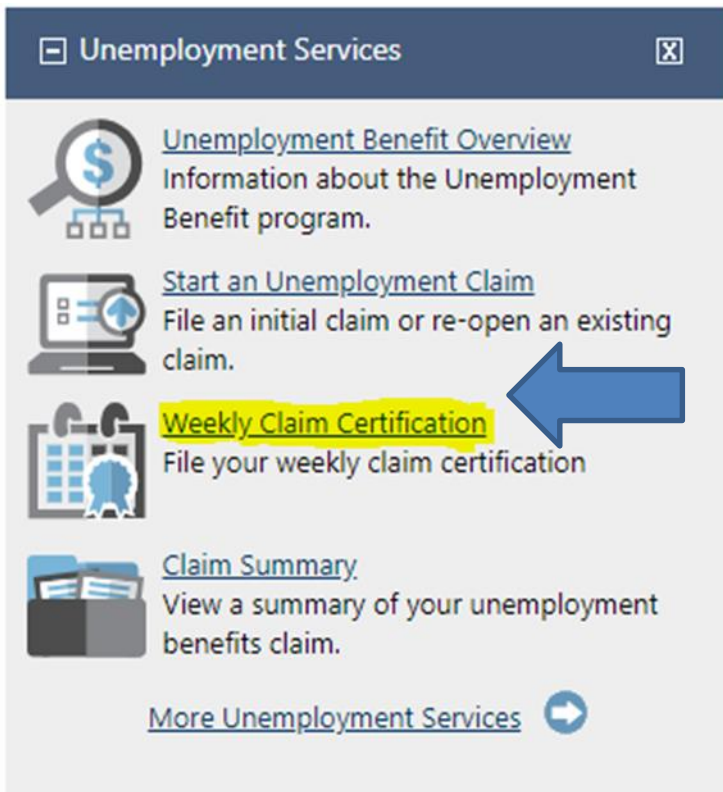 Unemployment Services
Unemployment Benefit Overview
Information about the Unemployment
Benefit program.
Start an Unemployment Claim
File an initial claim or re-open an existing
claim.
Weekly Claim Certification
File your weekly claim certification
Claim Summary
View a summary of your unemployment
benefits claim.
More Unemployment Services